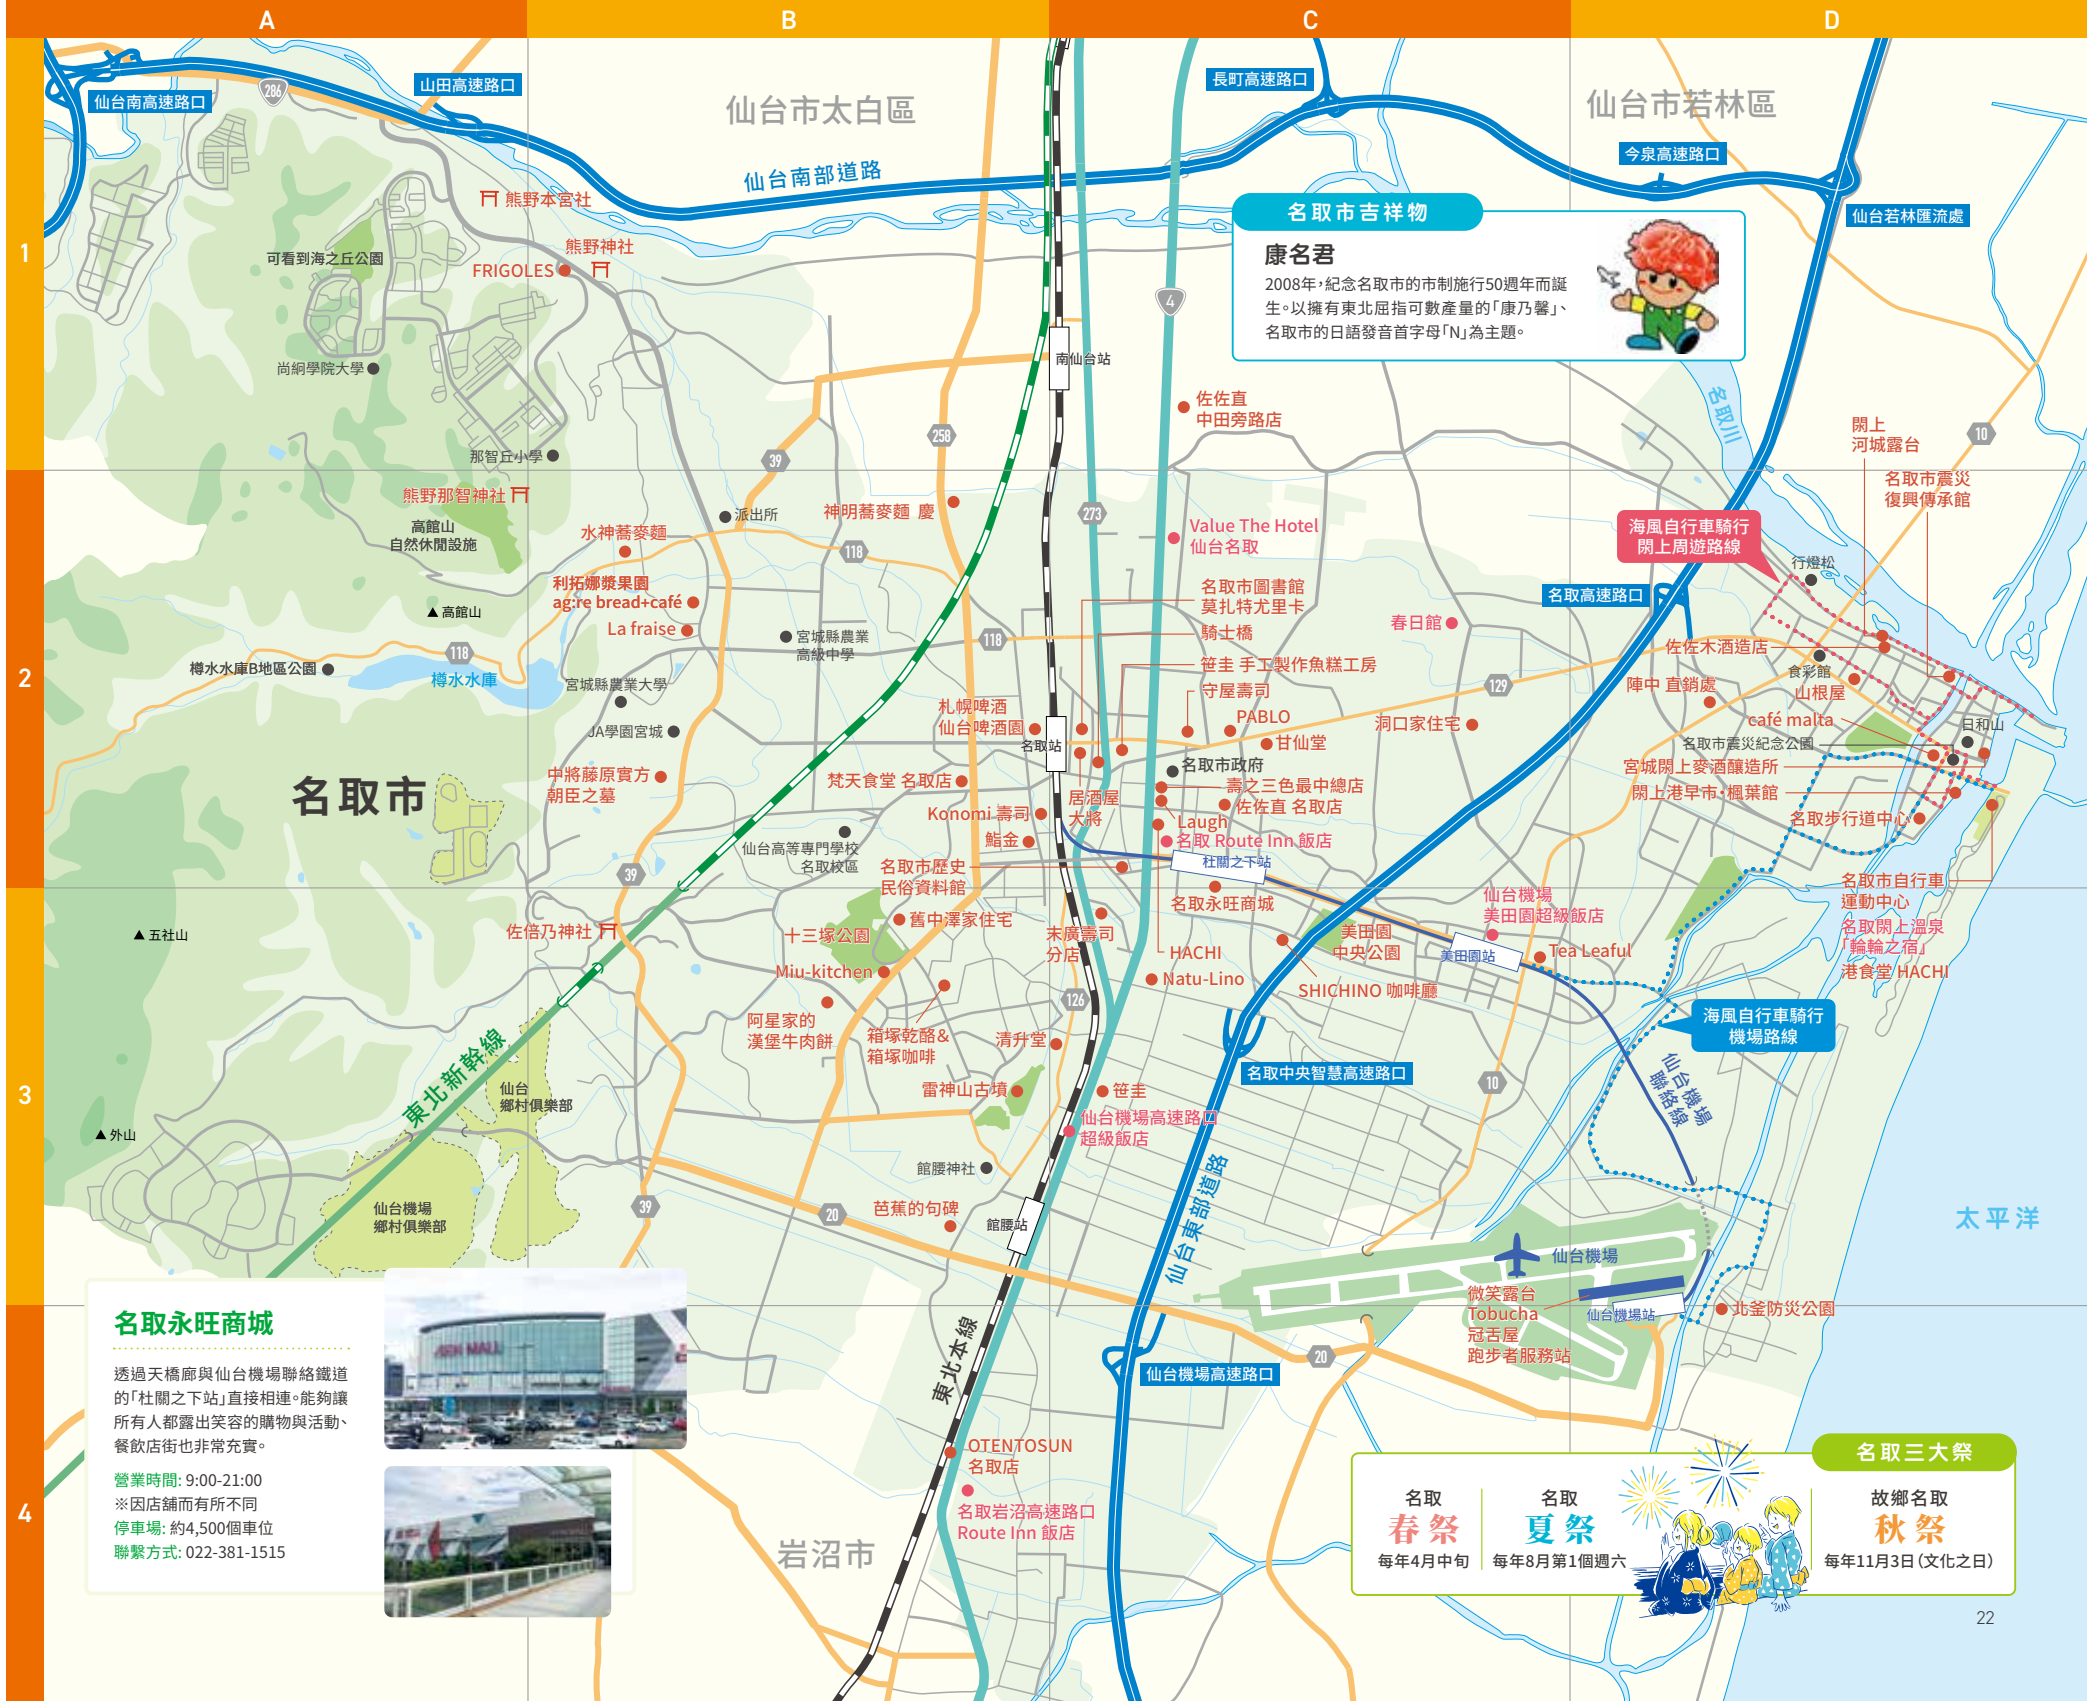 A
B
C
D
1
2
3
4
仙台南高速路口
286
山田高速路口
仙台市太白區
仙台南部道路
長町高速路口
仙台市若林區
今泉高速路口
仙台若林匯流處
熊野本宮社
熊野神社
FRIGOLES
可看到海之丘公園
尚絅學院大學
那智丘小學
南仙台站
4
名取市吉祥物
康名君
2008年，紀念名取市的市制施行50週年而誕
生。以擁有東北屈指可數產量的「康乃馨」、
名取市的日語發音首字母「N」為主題。
名取川
佐佐直
中田旁路店
258
39
10
閖上
河城露台
名取市震災
復興傳承館
熊野那智神社
高館山
自然休閒設施
水神蕎麥麵
派出所
神明蕎麥麵 慶
118
273
Value The Hotel
仙台名取
海風自行車騎行
閖上周遊路線
行燈松
名取高速路口
利拓娜漿果園
ag:re bread+café
La fraise
高館山
118
樽水水庫B地區公園
樽水水庫
宮城縣農業
高級中學
118
宮城縣農業大學
JA學園宮城
名取市圖書館
莫扎特尤里卡
騎士橋
笹圭 手工製作魚糕工房
守屋壽司
PABLO
甘仙堂
春日館
129
洞口家住宅
佐佐木酒造店
食彩館
陣中 直銷處
山根屋
café malta
日和山
名取市震災紀念公園
宮城閖上麥酒釀造所
閖上港早市・楓葉館
名取步行道中心
札幌啤酒
仙台啤酒園
名取站
名取市
中將藤原實方
朝臣之墓
梵天食堂 名取店
Konomi 壽司
鮨金
居酒屋
大將
名取市政府
壽之三色最中總店
佐佐直 名取店
Laugh
名取 Route Inn 飯店
杜關之下站
仙台高等專門學校
名取校區
名取市歷史
民俗資料館
39
名取永旺商城
仙台機場
美田園超級飯店
名取市自行車
運動中心
名取閖上溫泉
「輪輪之宿」
港食堂 HACHI
五社山
佐倍乃神社
十三塚公園
舊中澤家住宅
Miu-kitchen
末廣壽司
分店
HACHI
Natu-Lino
美田園
中央公園
美田園站
Tea Leaful
SHICHINO 咖啡廳
126
阿星家的
漢堡牛肉餅
箱塚乾酪&
箱塚咖啡
清升堂
海風自行車騎行
機場路線
東北新幹線
仙台
鄉村俱樂部
雷神山古墳
笹圭
仙台機場高速路口
超級飯店
名取中央智慧高速路口
10
仙台機場
聯絡線
外山
館腰神社
仙台東部道路
仙台機場
鄉村俱樂部
39
20
芭蕉的句碑
館腰站
太平洋
仙台機場
微笑露台
Tobucha
冠舌屋
跑步者服務站
仙台機場站
北釜防災公園
20
仙台機場高速路口
東北本線
名取永旺商城
AEON MALL
透過天橋廊與仙台機場聯絡鐵道
的「杜關之下站」直接相連。能夠讓
所有人都露出笑容的購物與活動、
餐飲店街也非常充實。
營業時間: 9:00-21:00
※因店舖而有所不同
停車場: 約4,500個車位
聯繫方式: 022-381-1515
OTENTOSUN
名取店
名取岩沼高速路口
Route Inn 飯店
岩沼市
名取三大祭
名取
春祭
每年4月中旬
名取
夏祭
每年8月第1個週六
故鄉名取
秋祭
每年11月3日（文化之日）
22